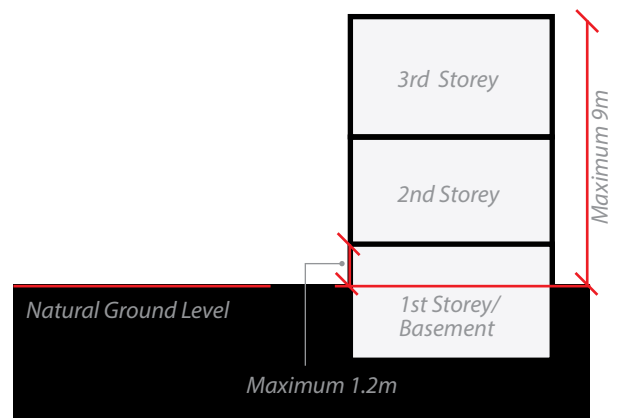 3rd Storey
Maximum 9m
2nd Storey
Natural Ground Level
1st Storey/
Basement
Maximum 1.2m